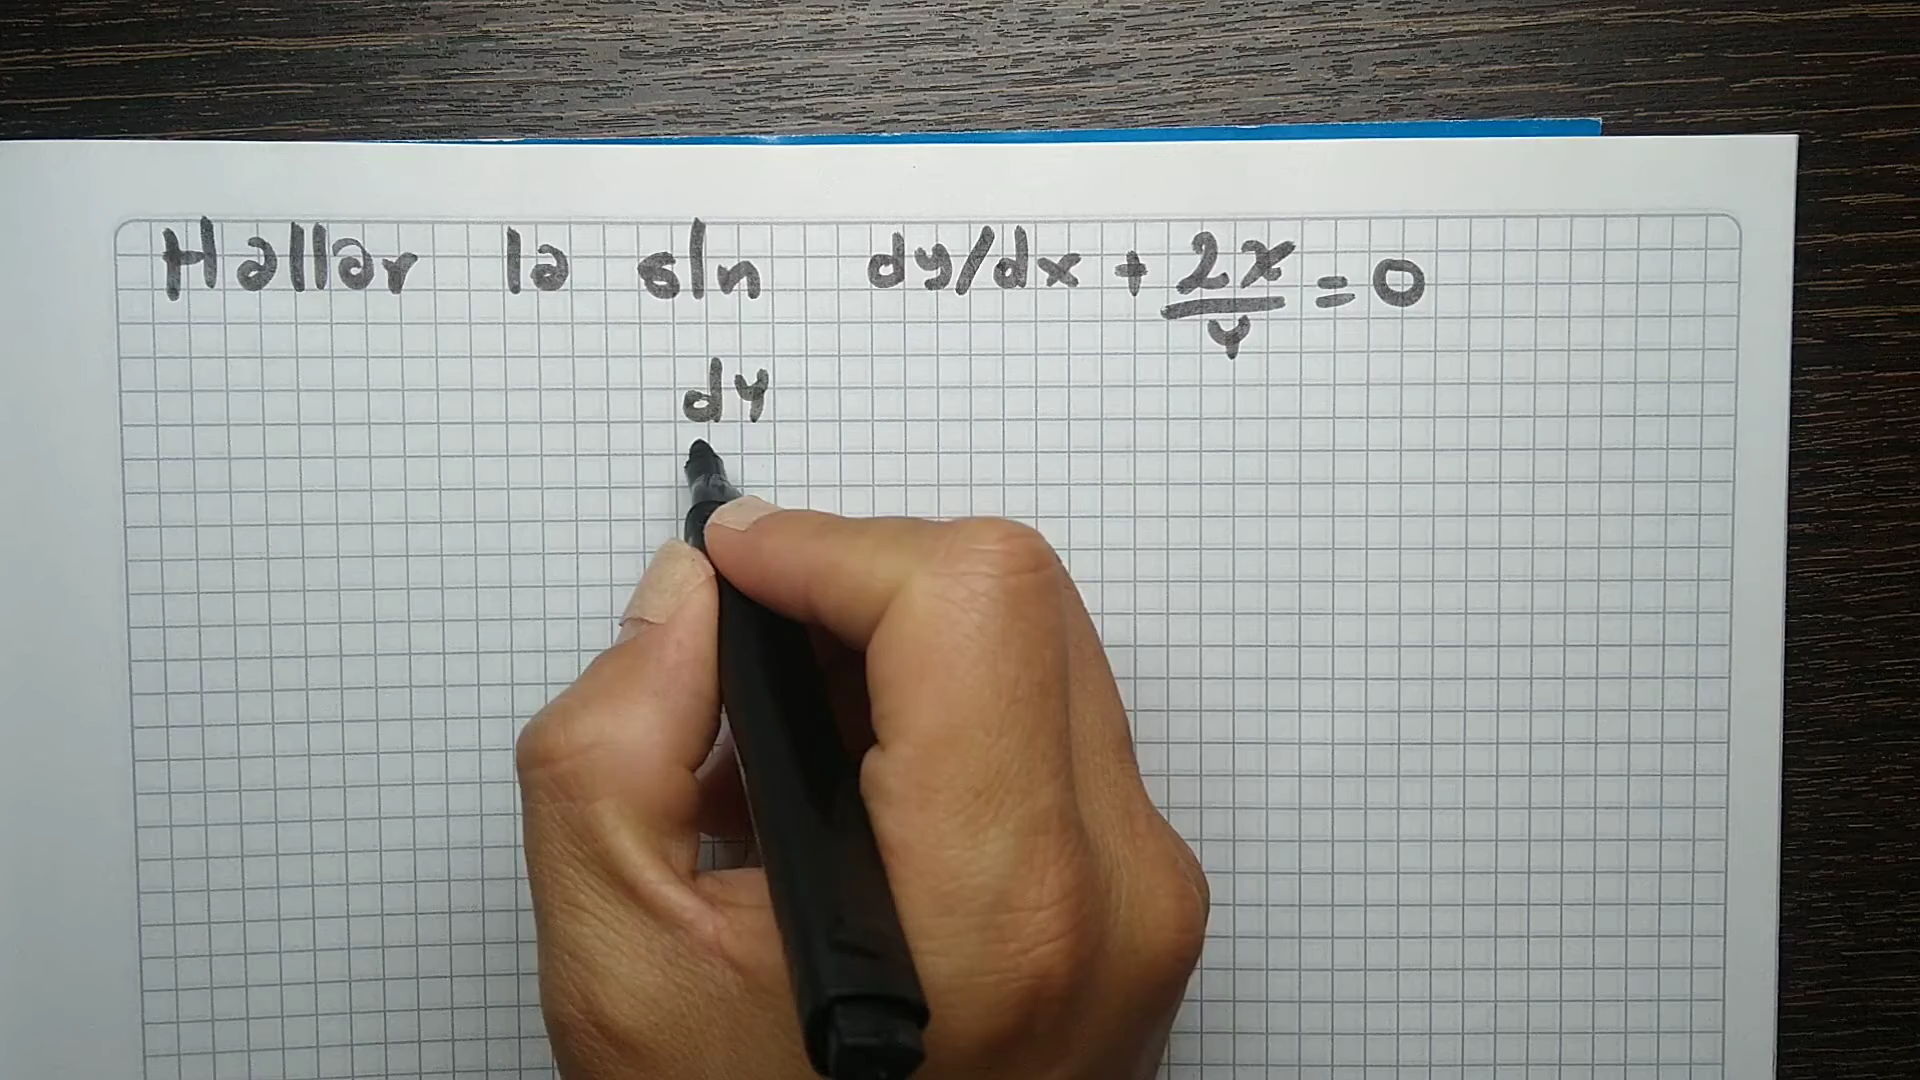 Hallar la sln dy/dx + 2x/y = 0
dy